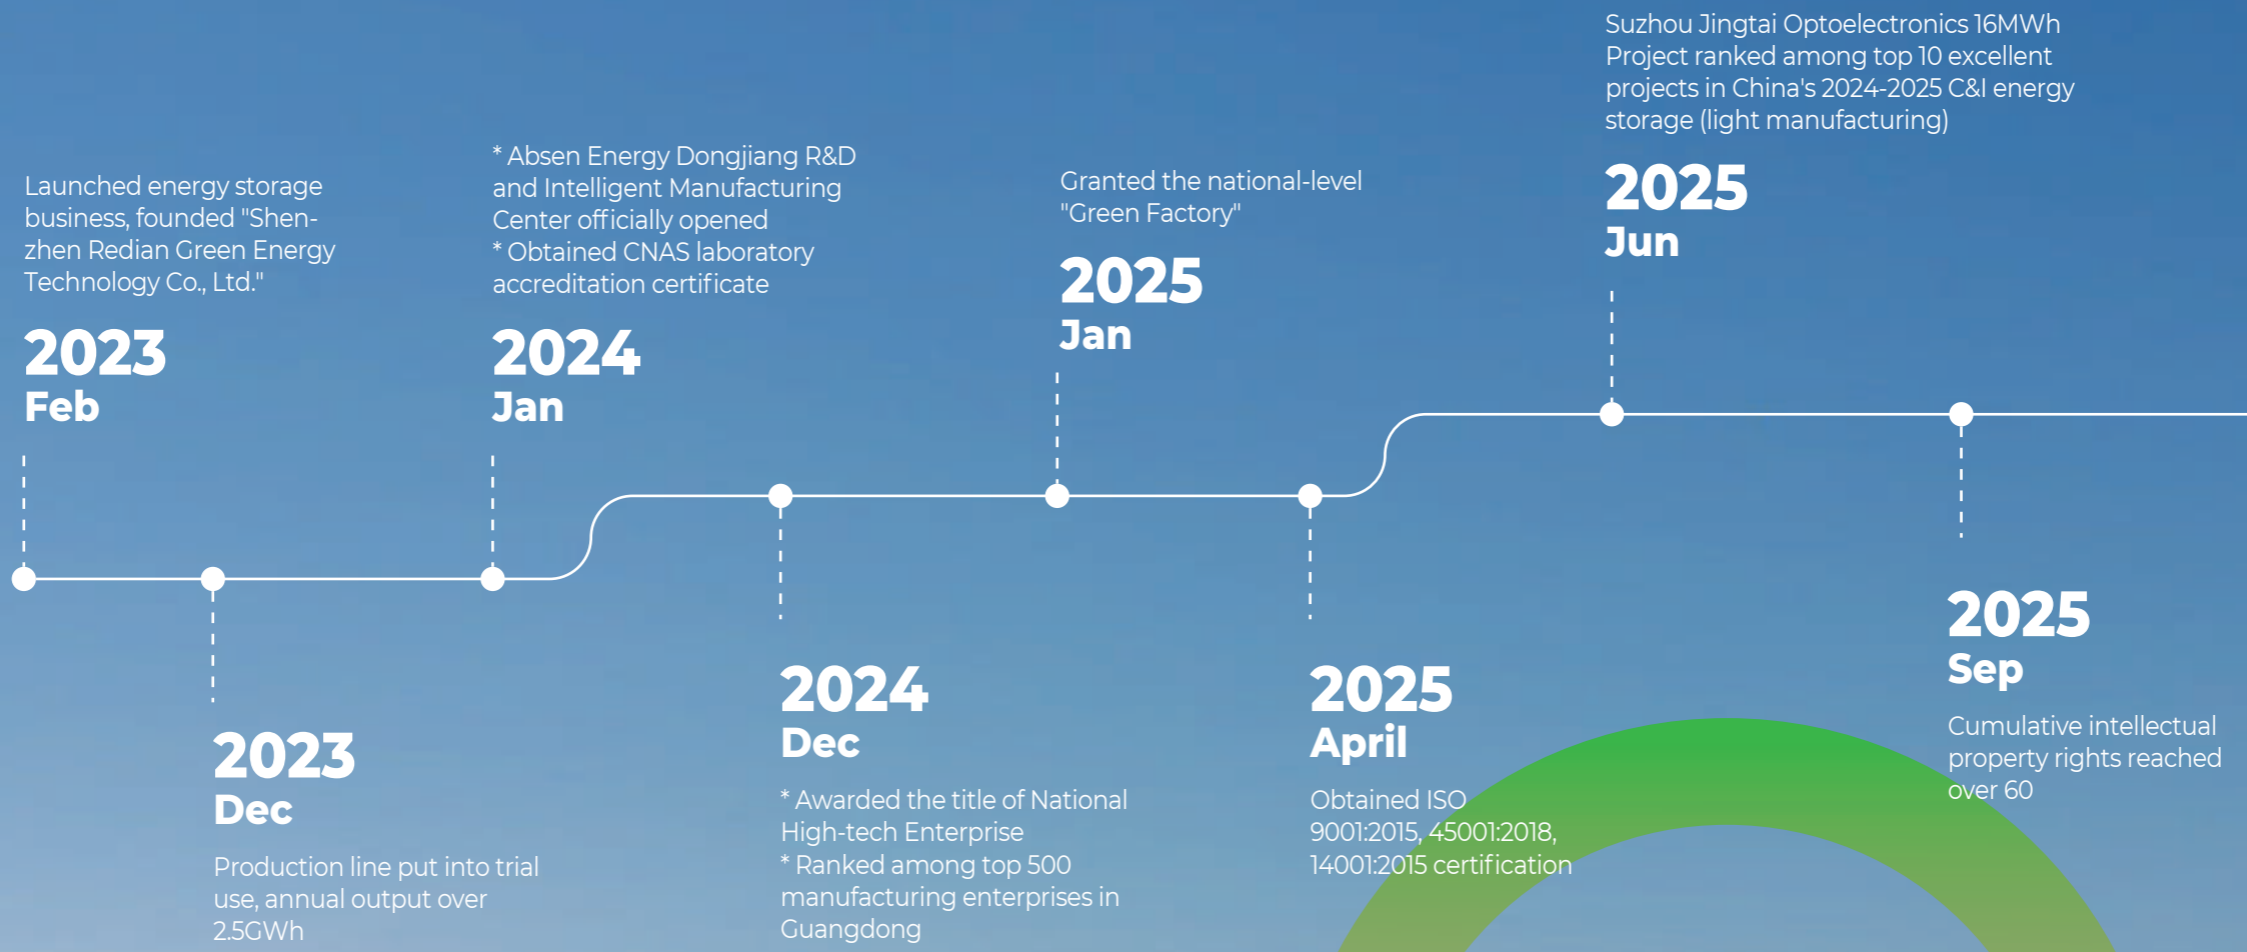 Launched energy storage
business, founded "Shen-
zhen Redian Green Energy
Technology Co., Ltd."
2023
Feb
2023
Dec
Production line put into trial
use, annual output over
2.5GWh
* Absen Energy Dongjiang R&D
and Intelligent Manufacturing
Center officially opened
* Obtained CNAS laboratory
accreditation certificate
2024
Jan
2024
Dec
* Awarded the title of National
High-tech Enterprise
* Ranked among top 500
manufacturing enterprises in
Guangdong
Granted the national-level
"Green Factory"
2025
Jan
2025
April
Obtained ISO
9001:2015, 45001:2018,
14001:2015 certification
Suzhou Jingtai Optoelectronics 16MWh
Project ranked among top 10 excellent
projects in China's 2024-2025 C&I energy
storage (light manufacturing)
2025
Jun
2025
Sep
Cumulative intellectual
property rights reached
over 60